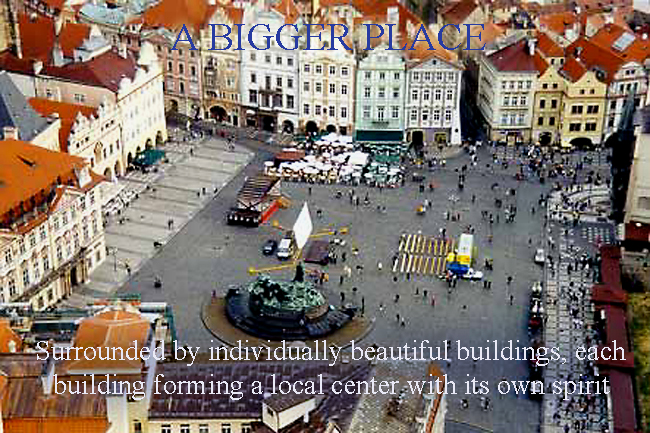 A BIGGER PLACE
Surrounded by individually beautiful buildings, each
building forming a local center with its own spirit